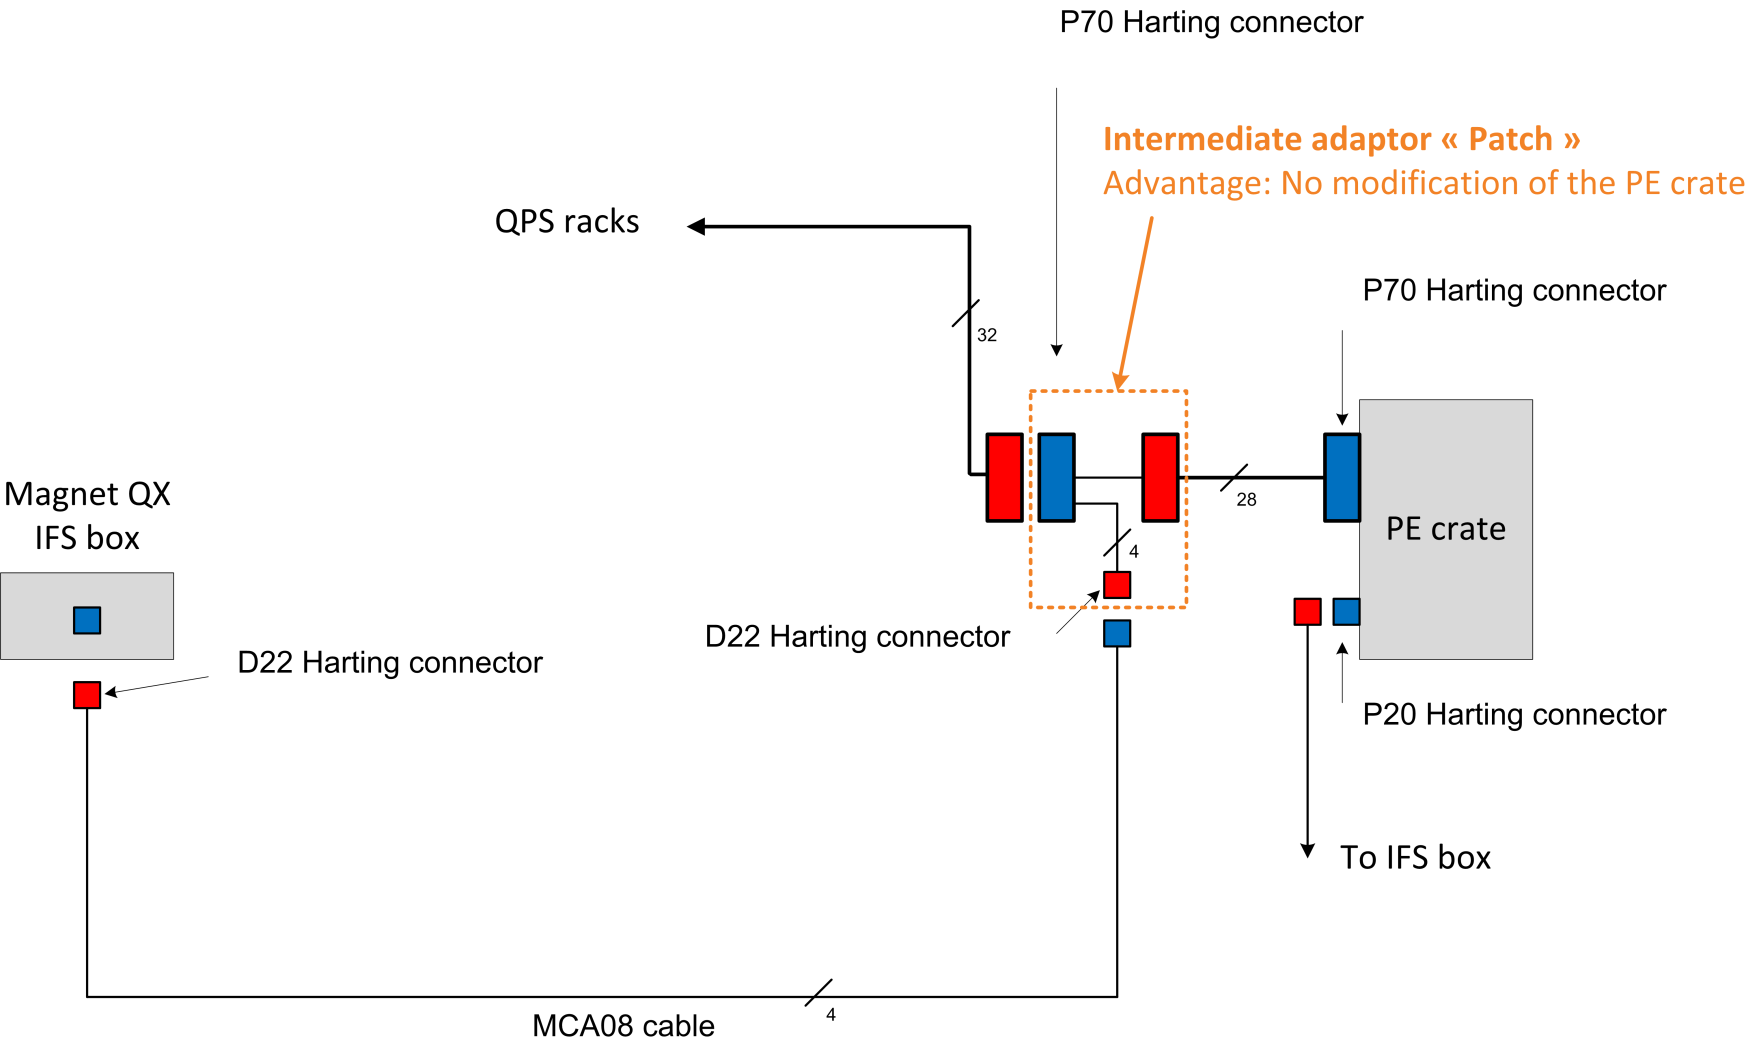 P70 Harting connector
Intermediate adaptor « Patch »
Advantage: No modification of the PE crate
QPS racks
P70 Harting connector
32
Magnet QX
IFS box
28
PE crate
4
D22 Harting connector
D22 Harting connector
P20 Harting connector
To IFS box
4
MCA08 cable